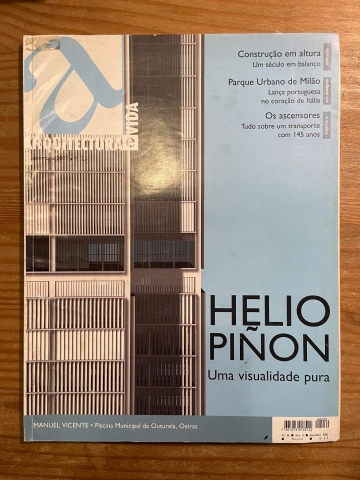 a
ARQUITECTURA E VIDA
Construção em altura
Um século em balanço
Parque Urbano de Milão
Lança portuguesa
no coração de Itália
Os ascensores
Tudo sobre um transporte
com 145 anos
HELIO
PIÑON
Uma visualidade pura
MANUEL VICENTE • Piscina Municipal da Outurela, Oeiras